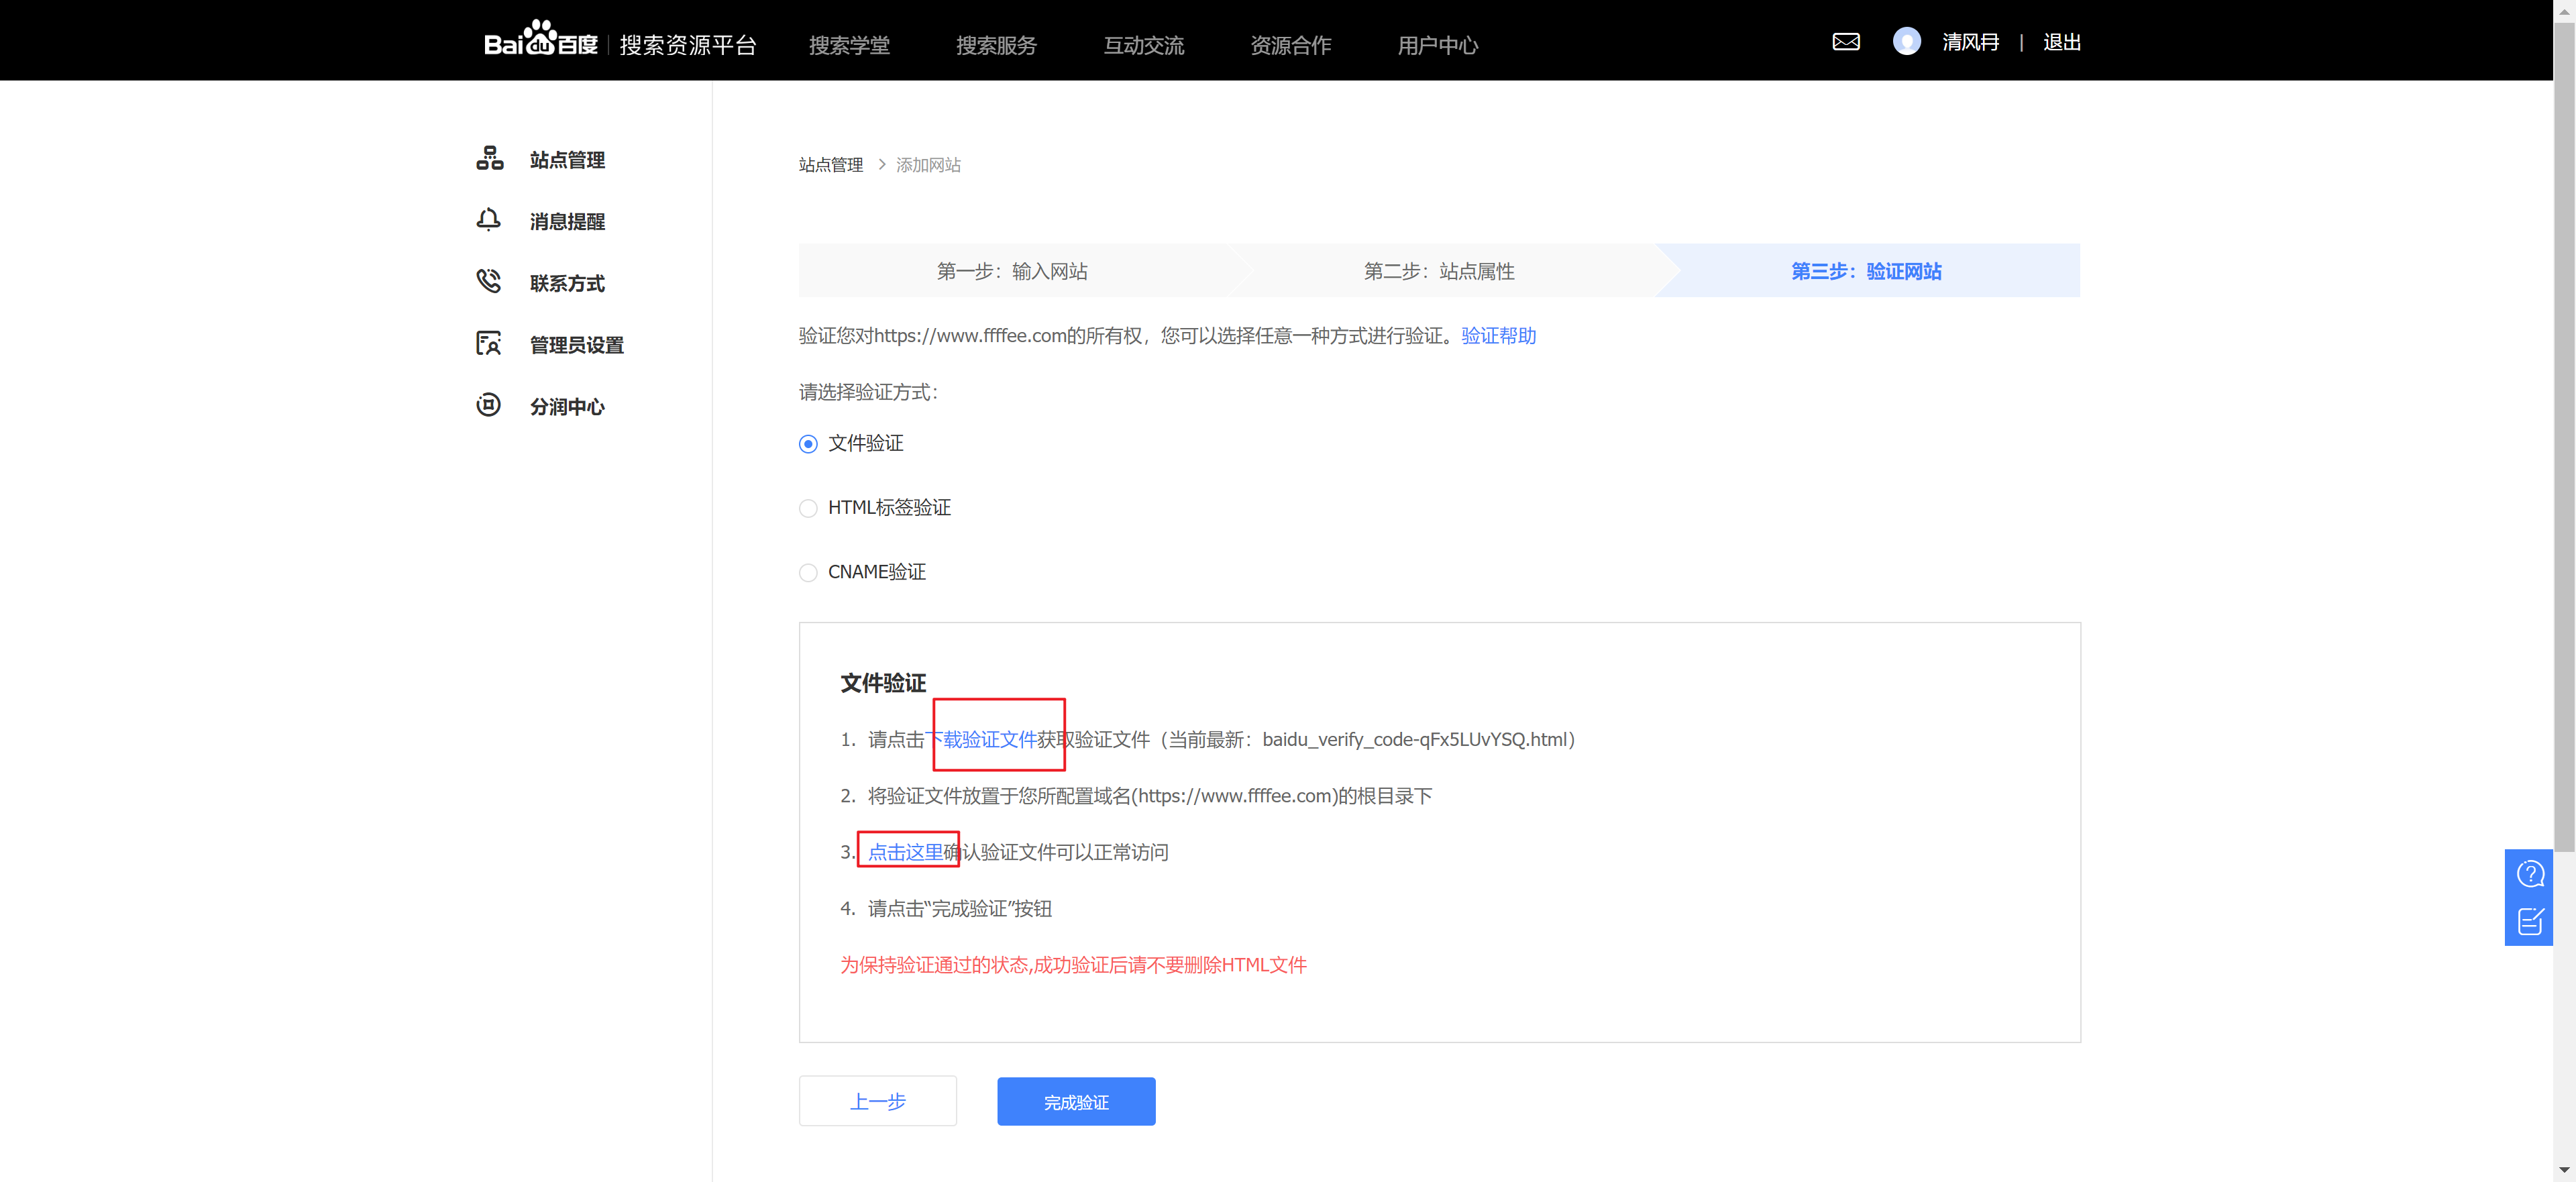 Bai du 百度 | 搜索资源平台 搜索学堂 搜索服务 互动交流 资源合作 用户中心 清风冄 | 退出
站点管理
消息提醒
联系方式
管理员设置
分润中心
站点管理 > 添加网站
第一步：输入网站 第二步：站点属性 第三步：验证网站
验证您对https://www.ffffee.com的所有权，您可以选择任意一种方式进行验证。验证帮助
请选择验证方式：
文件验证
HTML标签验证
CNAME验证
文件验证
1. 请点击下载验证文件获取验证文件（当前最新：baidu_verify_code-qFx5LUvYSQ.html）
2. 将验证文件放置于您所配置域名(https://www.ffffee.com)的根目录下
3. 点击这里确认验证文件可以正常访问
4. 请点击“完成验证”按钮
为保持验证通过的状态,成功验证后请不要删除HTML文件
上一步 完成验证